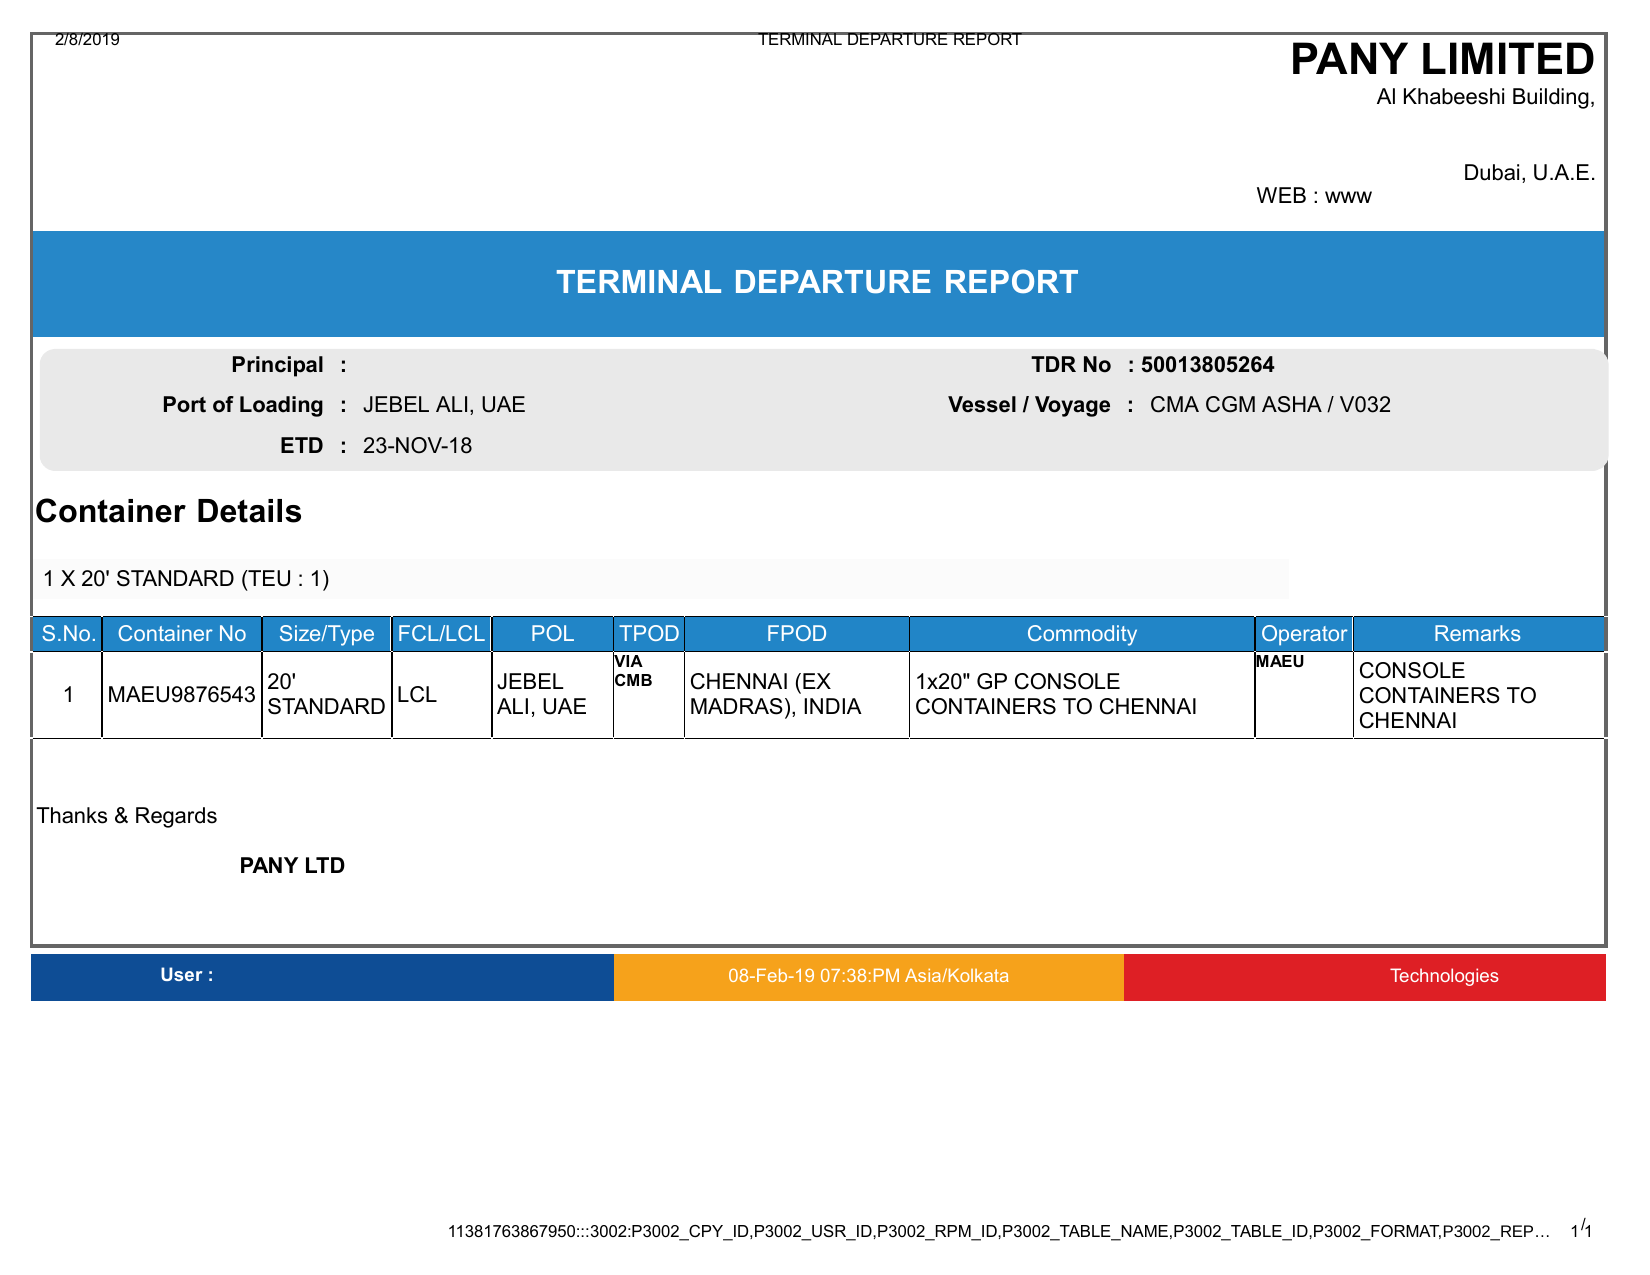 2/8/2019 TERMINAL DEPARTURE REPORT
PANY LIMITED
Al Khabeeshi Building,
Dubai, U.A.E.
WEB : www
TERMINAL DEPARTURE REPORT
Principal : TDR No : 50013805264
Port of Loading : JEBEL ALI, UAE Vessel / Voyage : CMA CGM ASHA / V032
ETD : 23-NOV-18
Container Details
1 X 20' STANDARD (TEU : 1)
S.No. Container No Size/Type FCL/LCL POL TPOD FPOD Commodity Operator Remarks
1 MAEU9876543
20'
STANDARD
LCL
JEBEL
ALI, UAE
VIA
CMB
CHENNAI (EX
MADRAS), INDIA
1x20" GP CONSOLE
CONTAINERS TO CHENNAI
MAEU
CONSOLE
CONTAINERS TO
CHENNAI
Thanks & Regards
PANY LTD
User : 08-Feb-19 07:38:PM Asia/Kolkata Technologies
11381763867950:::3002:P3002_CPY_ID,P3002_USR_ID,P3002_RPM_ID,P3002_TABLE_NAME,P3002_TABLE_ID,P3002_FORMAT,P3002_REP… 1/1